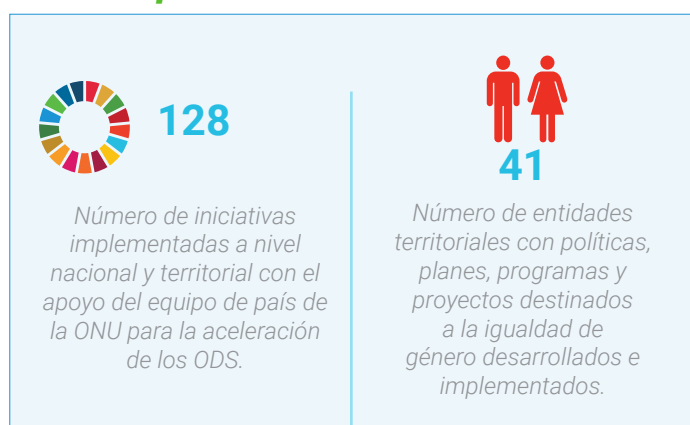 128
Número de iniciativas
implementadas a nivel
nacional y territorial con el
apoyo del equipo de país de
la ONU para la aceleración
de los ODS.
41
Número de entidades
territoriales con políticas,
planes, programas y
proyectos destinados
a la igualdad de
género desarrollados e
implementados.